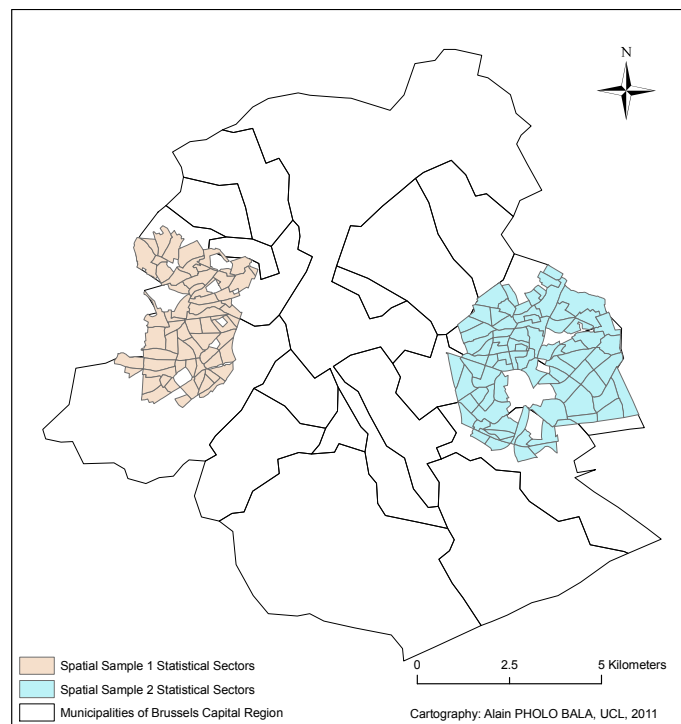 N
Spatial Sample 1 Statistical Sectors
Spatial Sample 2 Statistical Sectors
Municipalities of Brussels Capital Region
0 2.5 5 Kilometers
Cartography: Alain PHOLO BALA, UCL, 2011